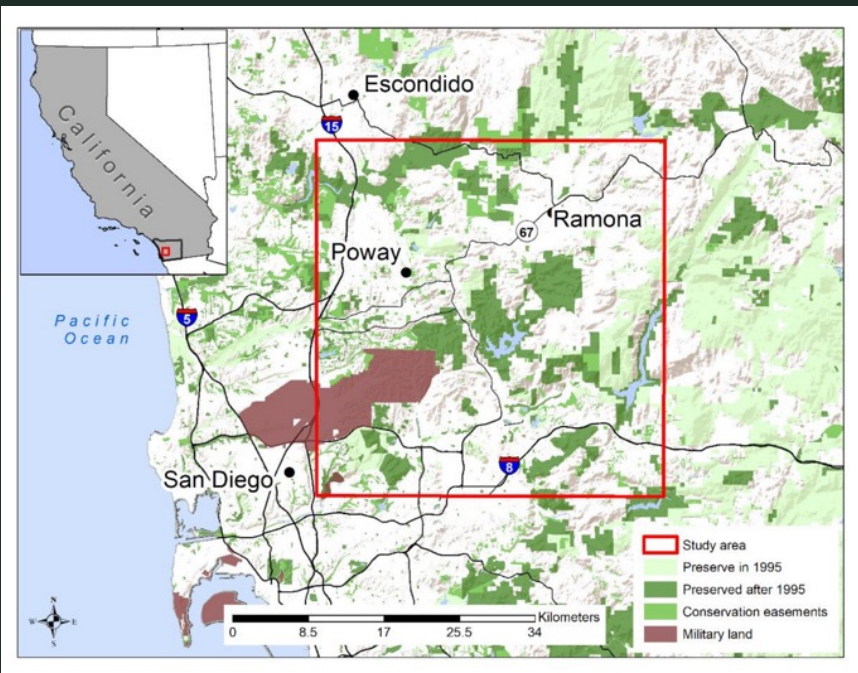 California
Escondido
15
Ramona
67
Poway
5
Pacific
Ocean
8
San Diego
Study area
Preserve in 1995
Preserved after 1995
Conservation easements
Military land
N
W E
S
Kilometers
0 8.5 17 25.5 34